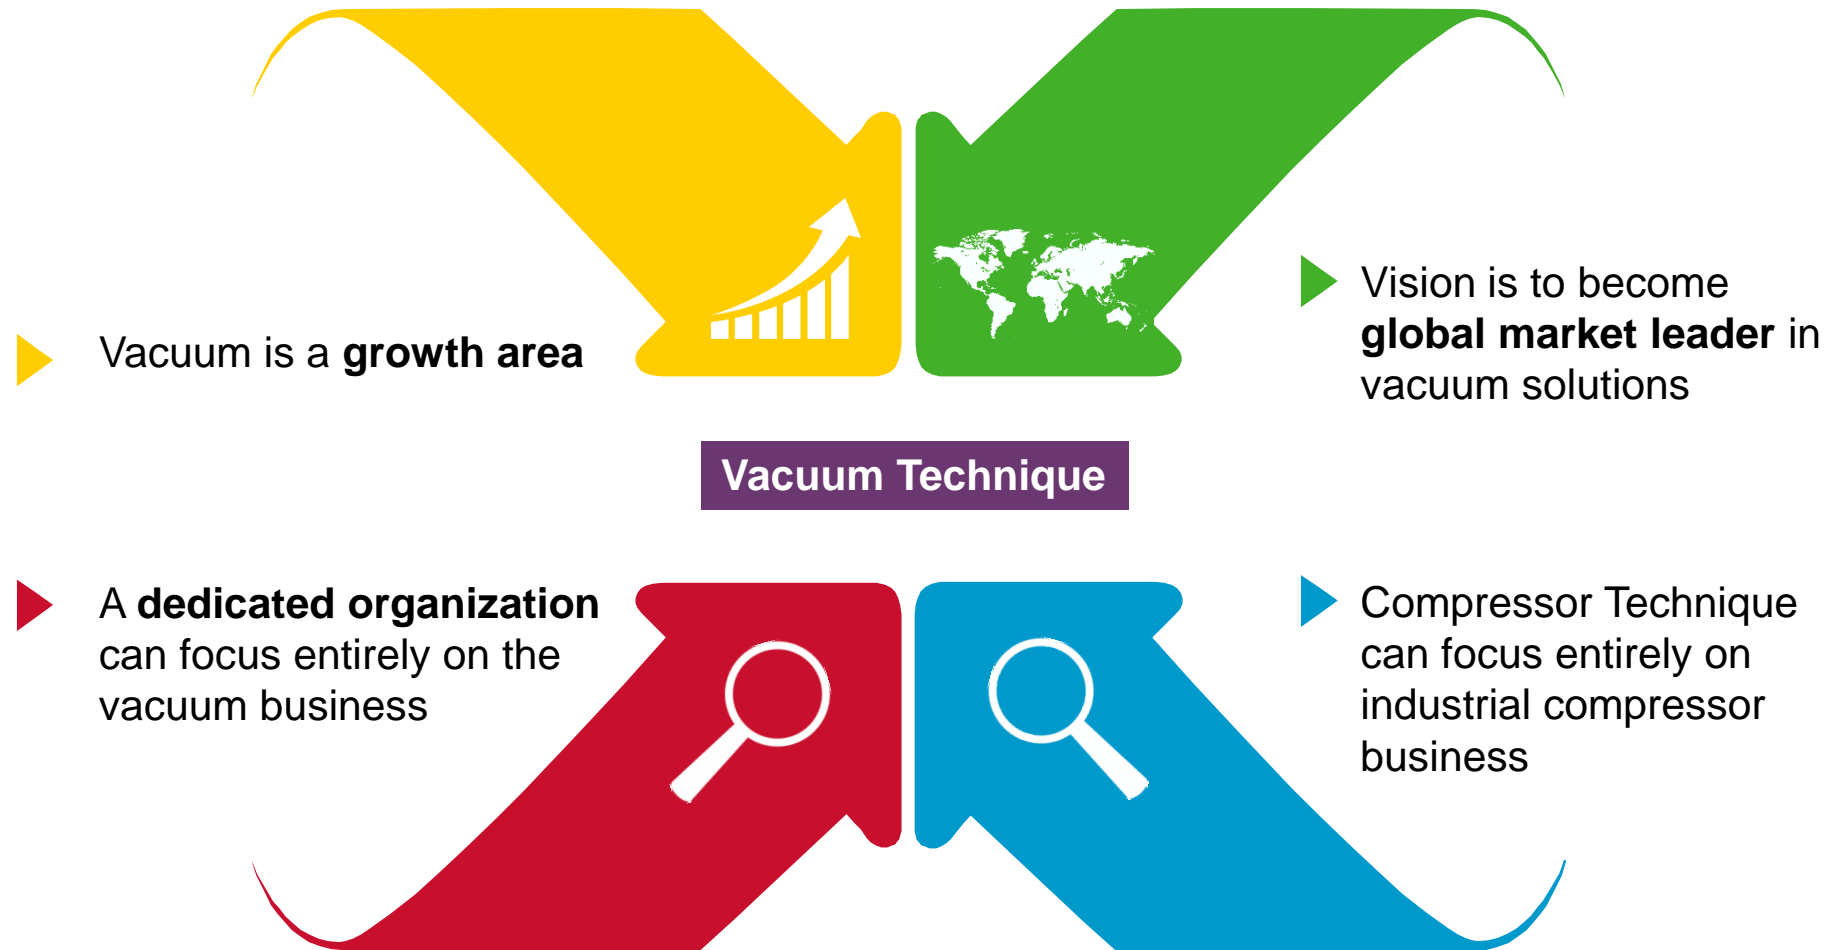 Vacuum is a growth area
Vision is to become
global market leader in
vacuum solutions
Vacuum Technique
A dedicated organization
can focus entirely on the
vacuum business
Compressor Technique
can focus entirely on
industrial compressor
business